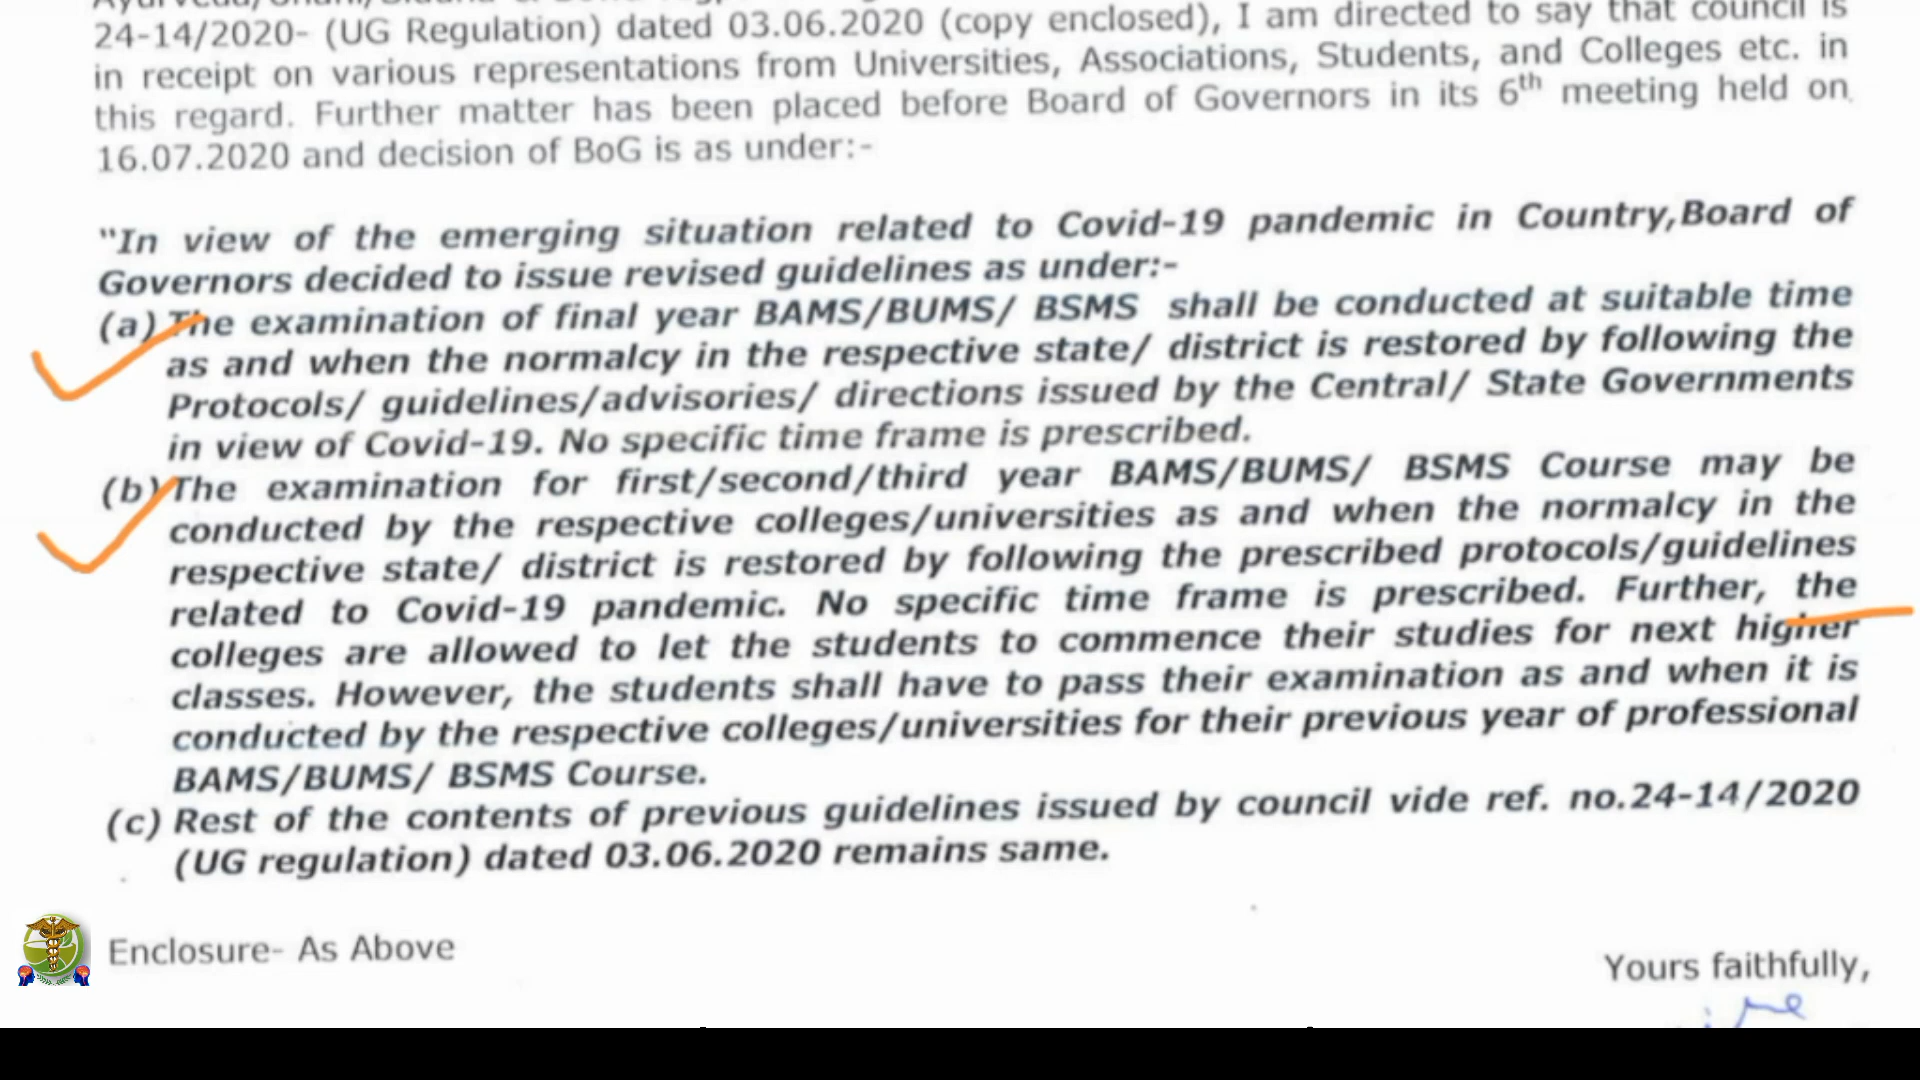 24-14/2020- (UG Regulation) dated 03.06.2020 (copy enclosed), I am directed to say that council is
in receipt on various representations from Universities, Associations, Students, and Colleges etc. in
this regard. Further matter has been placed before Board of Governors in its 6th meeting held on
16.07.2020 and decision of BoG is as under:-
"In view of the emerging situation related to Covid-19 pandemic in Country,Board of
Governors decided to issue revised guidelines as under:-
(a) The examination of final year BAMS/BUMS/ BSMS shall be conducted at suitable time
as and when the normalcy in the respective state/ district is restored by following the
Protocols/ guidelines/advisories/ directions issued by the Central/ State Governments
in view of Covid-19. No specific time frame is prescribed.
(b) The examination for first/second/third year BAMS/BUMS/ BSMS Course may be
conducted by the respective colleges/universities as and when the normalcy in the
respective state/ district is restored by following the prescribed protocols/guidelines
related to Covid-19 pandemic. No specific time frame is prescribed. Further, the
colleges are allowed to let the students to commence their studies for next higher
classes. However, the students shall have to pass their examination as and when it is
conducted by the respective colleges/universities for their previous year of professional
BAMS/BUMS/ BSMS Course.
(c) Rest of the contents of previous guidelines issued by council vide ref. no.24-14/2020
(UG regulation) dated 03.06.2020 remains same.
Enclosure- As Above
Yours faithfully,